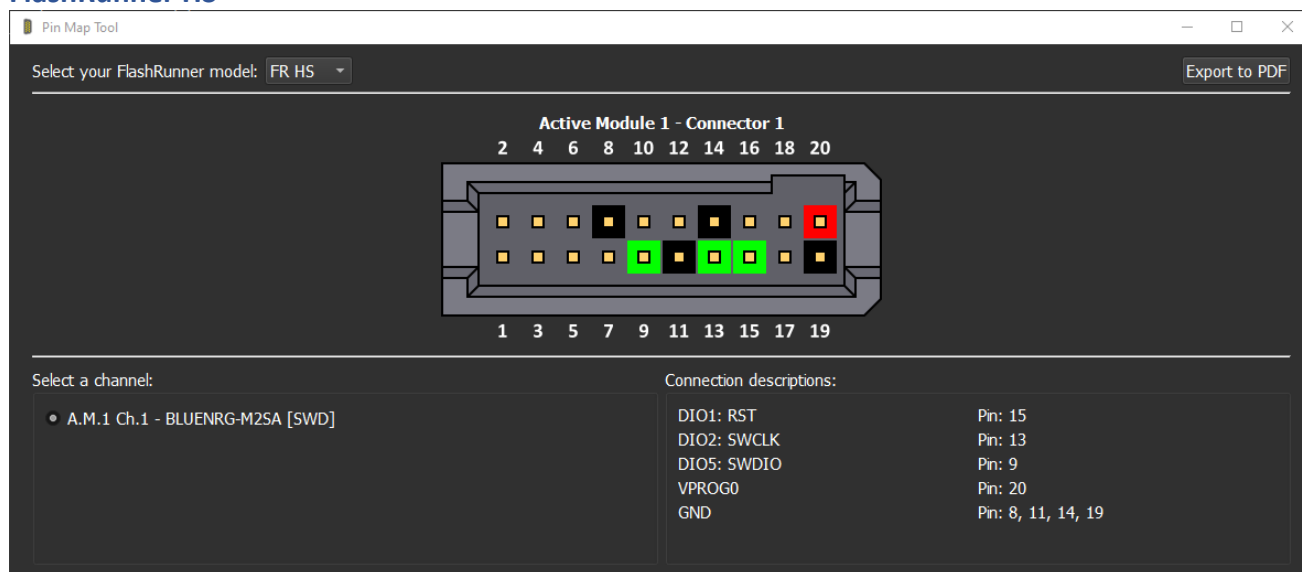 Pin Map Tool
Select your FlashRunner model: FR HS
Export to PDF
Active Module 1 - Connector 1
2 4 6 8 10 12 14 16 18 20
1 3 5 7 9 11 13 15 17 19
Select a channel:
A.M.1 Ch.1 - BLUENRG-M2SA [SWD]
Connection descriptions:
DIO1: RST Pin: 15
DIO2: SWCLK Pin: 13
DIO5: SWDIO Pin: 9
VPROG0 Pin: 20
GND Pin: 8, 11, 14, 19